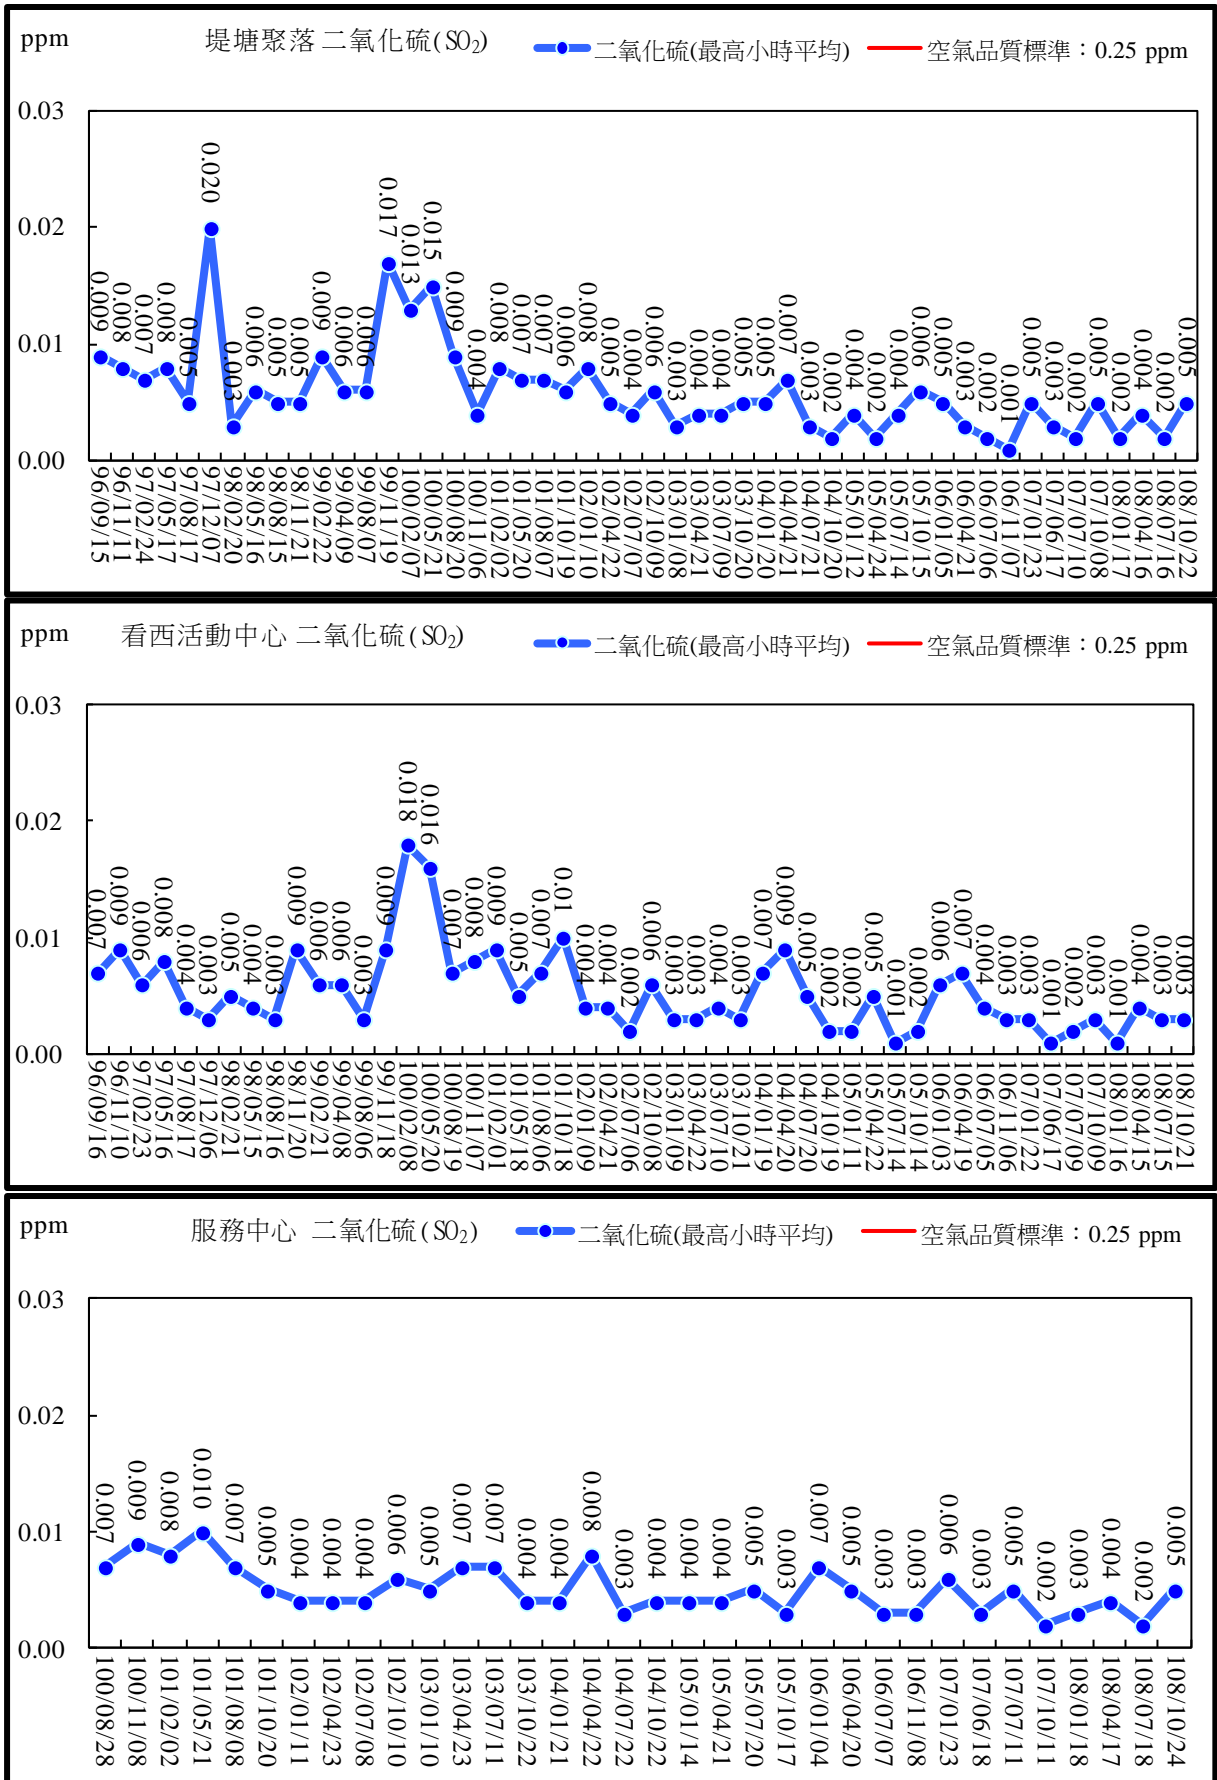 ppm
堤塘聚落 二氧化硫(SO2)
二氧化硫(最高小時平均)
空氣品質標準：0.25 ppm
0.03
0.02
0.01
0.00
0.009 0.008 0.007 0.008 0.005 0.020 0.003 0.006 0.005 0.005 0.009 0.006 0.006 0.017 0.013 0.015 0.009 0.004 0.008 0.007 0.007 0.006 0.008 0.005 0.004 0.006 0.003 0.004 0.004 0.005 0.005 0.007 0.003 0.002 0.004 0.002 0.004 0.006 0.005 0.003 0.002 0.001 0.005 0.003 0.002 0.005 0.002 0.004 0.002 0.005
96/09/15 96/11/11 97/02/24 97/05/17 97/08/17 97/12/07 98/02/20 98/05/16 98/08/15 98/11/21 99/02/22 99/04/09 99/08/07 99/11/19 100/02/07 100/05/21 100/08/20 100/11/06 101/02/02 101/05/20 101/08/07 101/10/19 102/01/10 102/04/22 102/07/07 102/10/09 103/01/08 103/04/21 103/07/09 103/10/20 104/01/20 104/04/21 104/07/21 104/10/20 105/01/12 105/04/24 105/07/14 105/10/15 106/01/05 106/04/21 106/07/06 106/11/07 107/01/23 107/06/17 107/07/10 107/10/08 108/01/17 108/04/16 108/07/16 108/10/22
ppm
看西活動中心 二氧化硫(SO2)
二氧化硫(最高小時平均)
空氣品質標準：0.25 ppm
0.03
0.02
0.01
0.00
0.007 0.009 0.006 0.008 0.004 0.003 0.005 0.004 0.003 0.009 0.006 0.006 0.003 0.009 0.018 0.016 0.007 0.008 0.009 0.005 0.007 0.01 0.004 0.004 0.002 0.006 0.003 0.003 0.004 0.003 0.007 0.009 0.005 0.002 0.002 0.005 0.001 0.002 0.006 0.007 0.004 0.003 0.003 0.001 0.002 0.003 0.001 0.004 0.003 0.003
96/09/16 96/11/10 97/02/23 97/05/16 97/08/17 97/12/06 98/02/21 98/05/15 98/08/16 98/11/20 99/02/21 99/04/08 99/08/06 99/11/18 100/02/08 100/05/20 100/08/19 100/11/07 101/02/01 101/05/18 101/08/06 101/10/18 102/01/09 102/04/21 102/07/06 102/10/08 103/01/09 103/04/22 103/07/10 103/10/21 104/01/19 104/04/20 104/07/20 104/10/19 105/01/11 105/04/22 105/07/14 105/10/14 106/01/03 106/04/19 106/07/05 106/11/06 107/01/22 107/06/17 107/07/09 107/10/09 108/01/18 108/04/15 108/07/15 108/10/21
ppm
服務中心 二氧化硫(SO2)
二氧化硫(最高小時平均)
空氣品質標準：0.25 ppm
0.03
0.02
0.01
0.00
0.007 0.009 0.008 0.010 0.007 0.005 0.004 0.004 0.004 0.006 0.005 0.007 0.007 0.004 0.004 0.008 0.003 0.004 0.004 0.004 0.005 0.003 0.007 0.005 0.003 0.003 0.006 0.003 0.005 0.002 0.003 0.004 0.002 0.005
100/08/28 100/11/08 101/02/02 101/05/21 101/08/08 101/10/20 102/01/11 102/04/23 102/07/08 102/10/10 103/01/10 103/04/23 103/07/11 103/10/22 104/01/21 104/04/22 104/07/22 104/10/22 105/01/14 105/04/21 105/07/20 105/10/17 106/01/04 106/04/20 106/07/07 106/11/08 107/01/23 107/06/18 107/07/11 107/10/11 108/01/18 108/04/17 108/07/18 108/10/24